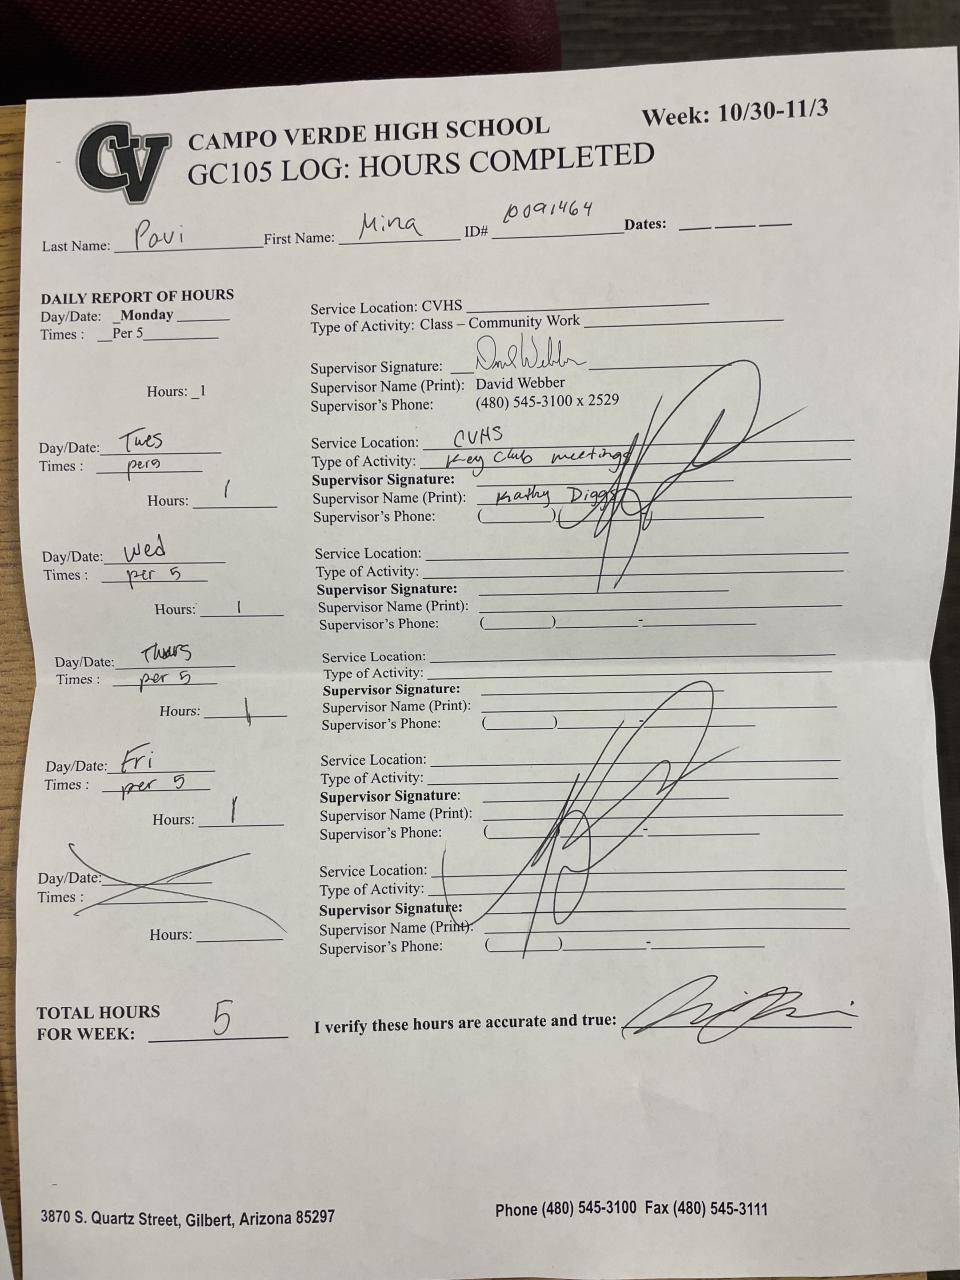 CV
CAMPO VERDE HIGH SCHOOL
Week: 10/30-11/3
GC105 LOG: HOURS COMPLETED
Last Name: Pavi First Name: Mina ID# 10091464 Dates:
DAILY REPORT OF HOURS
Day/Date: Monday
Times : Per 5
Service Location: CVHS
Type of Activity: Class – Community Work
Supervisor Signature: David Webber
Hours: 1
Supervisor Name (Print): David Webber
Supervisor's Phone: (480) 545-3100 x 2529
Day/Date: Tues
Times : per 5
Hours: 1
Service Location: CVHS
Type of Activity: Key Club meetings
Supervisor Signature:
Supervisor Name (Print): Kathy Diggs
Supervisor's Phone: ( ) -
Day/Date: Wed
Times : per 5
Hours: 1
Service Location:
Type of Activity:
Supervisor Signature:
Supervisor Name (Print):
Supervisor's Phone: ( ) -
Day/Date: Thurs
Times : per 5
Hours: 1
Service Location:
Type of Activity:
Supervisor Signature:
Supervisor Name (Print):
Supervisor's Phone: ( ) -
Day/Date: Fri
Times : per 5
Hours: 1
Service Location:
Type of Activity:
Supervisor Signature:
Supervisor Name (Print):
Supervisor's Phone: ( ) -
Day/Date:
Times :
Hours:
Service Location:
Type of Activity:
Supervisor Signature:
Supervisor Name (Print):
Supervisor's Phone: ( ) -
TOTAL HOURS
FOR WEEK: 5
I verify these hours are accurate and true:
3870 S. Quartz Street, Gilbert, Arizona 85297
Phone (480) 545-3100 Fax (480) 545-3111